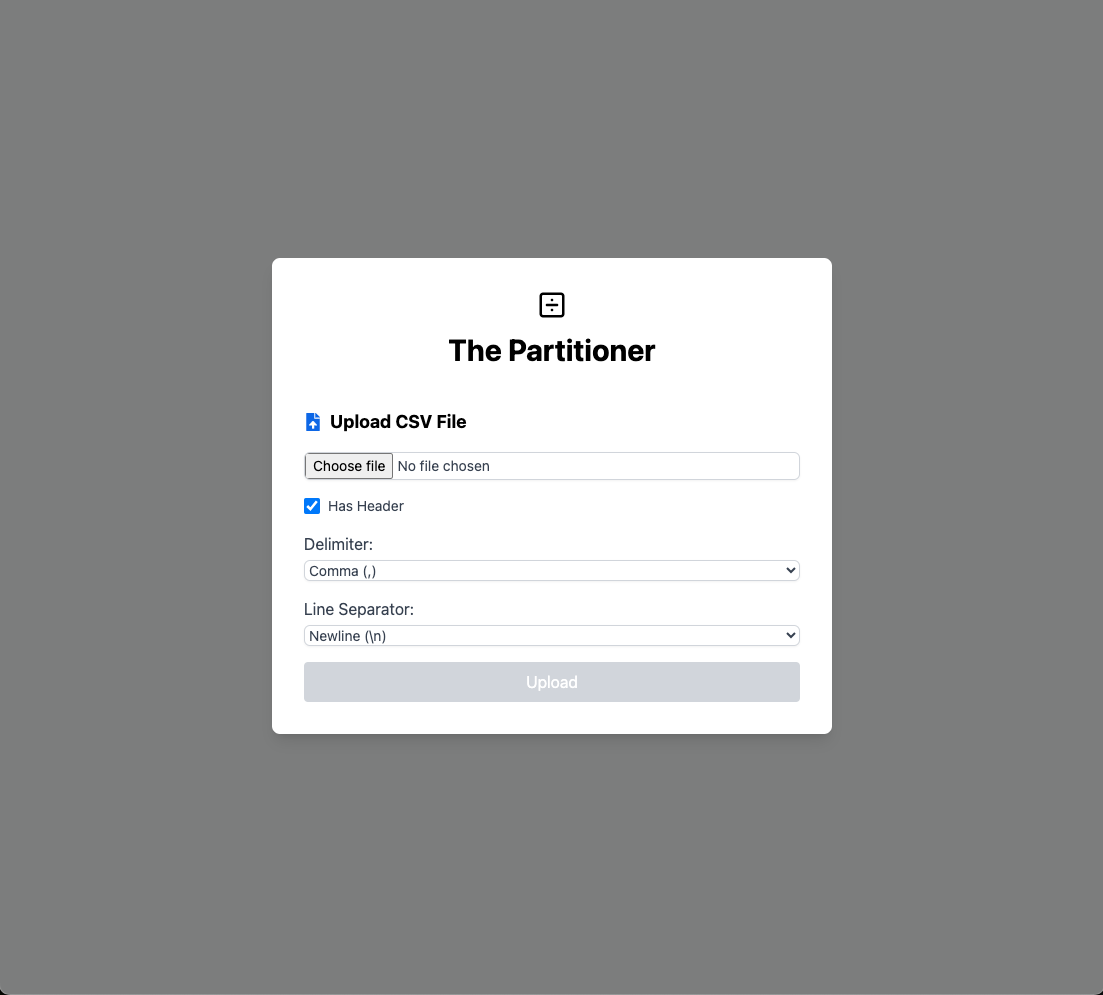 The Partitioner
Upload CSV File
Choose file No file chosen
Has Header
Delimiter:
Comma (,)
Line Separator:
Newline (\n)
Upload